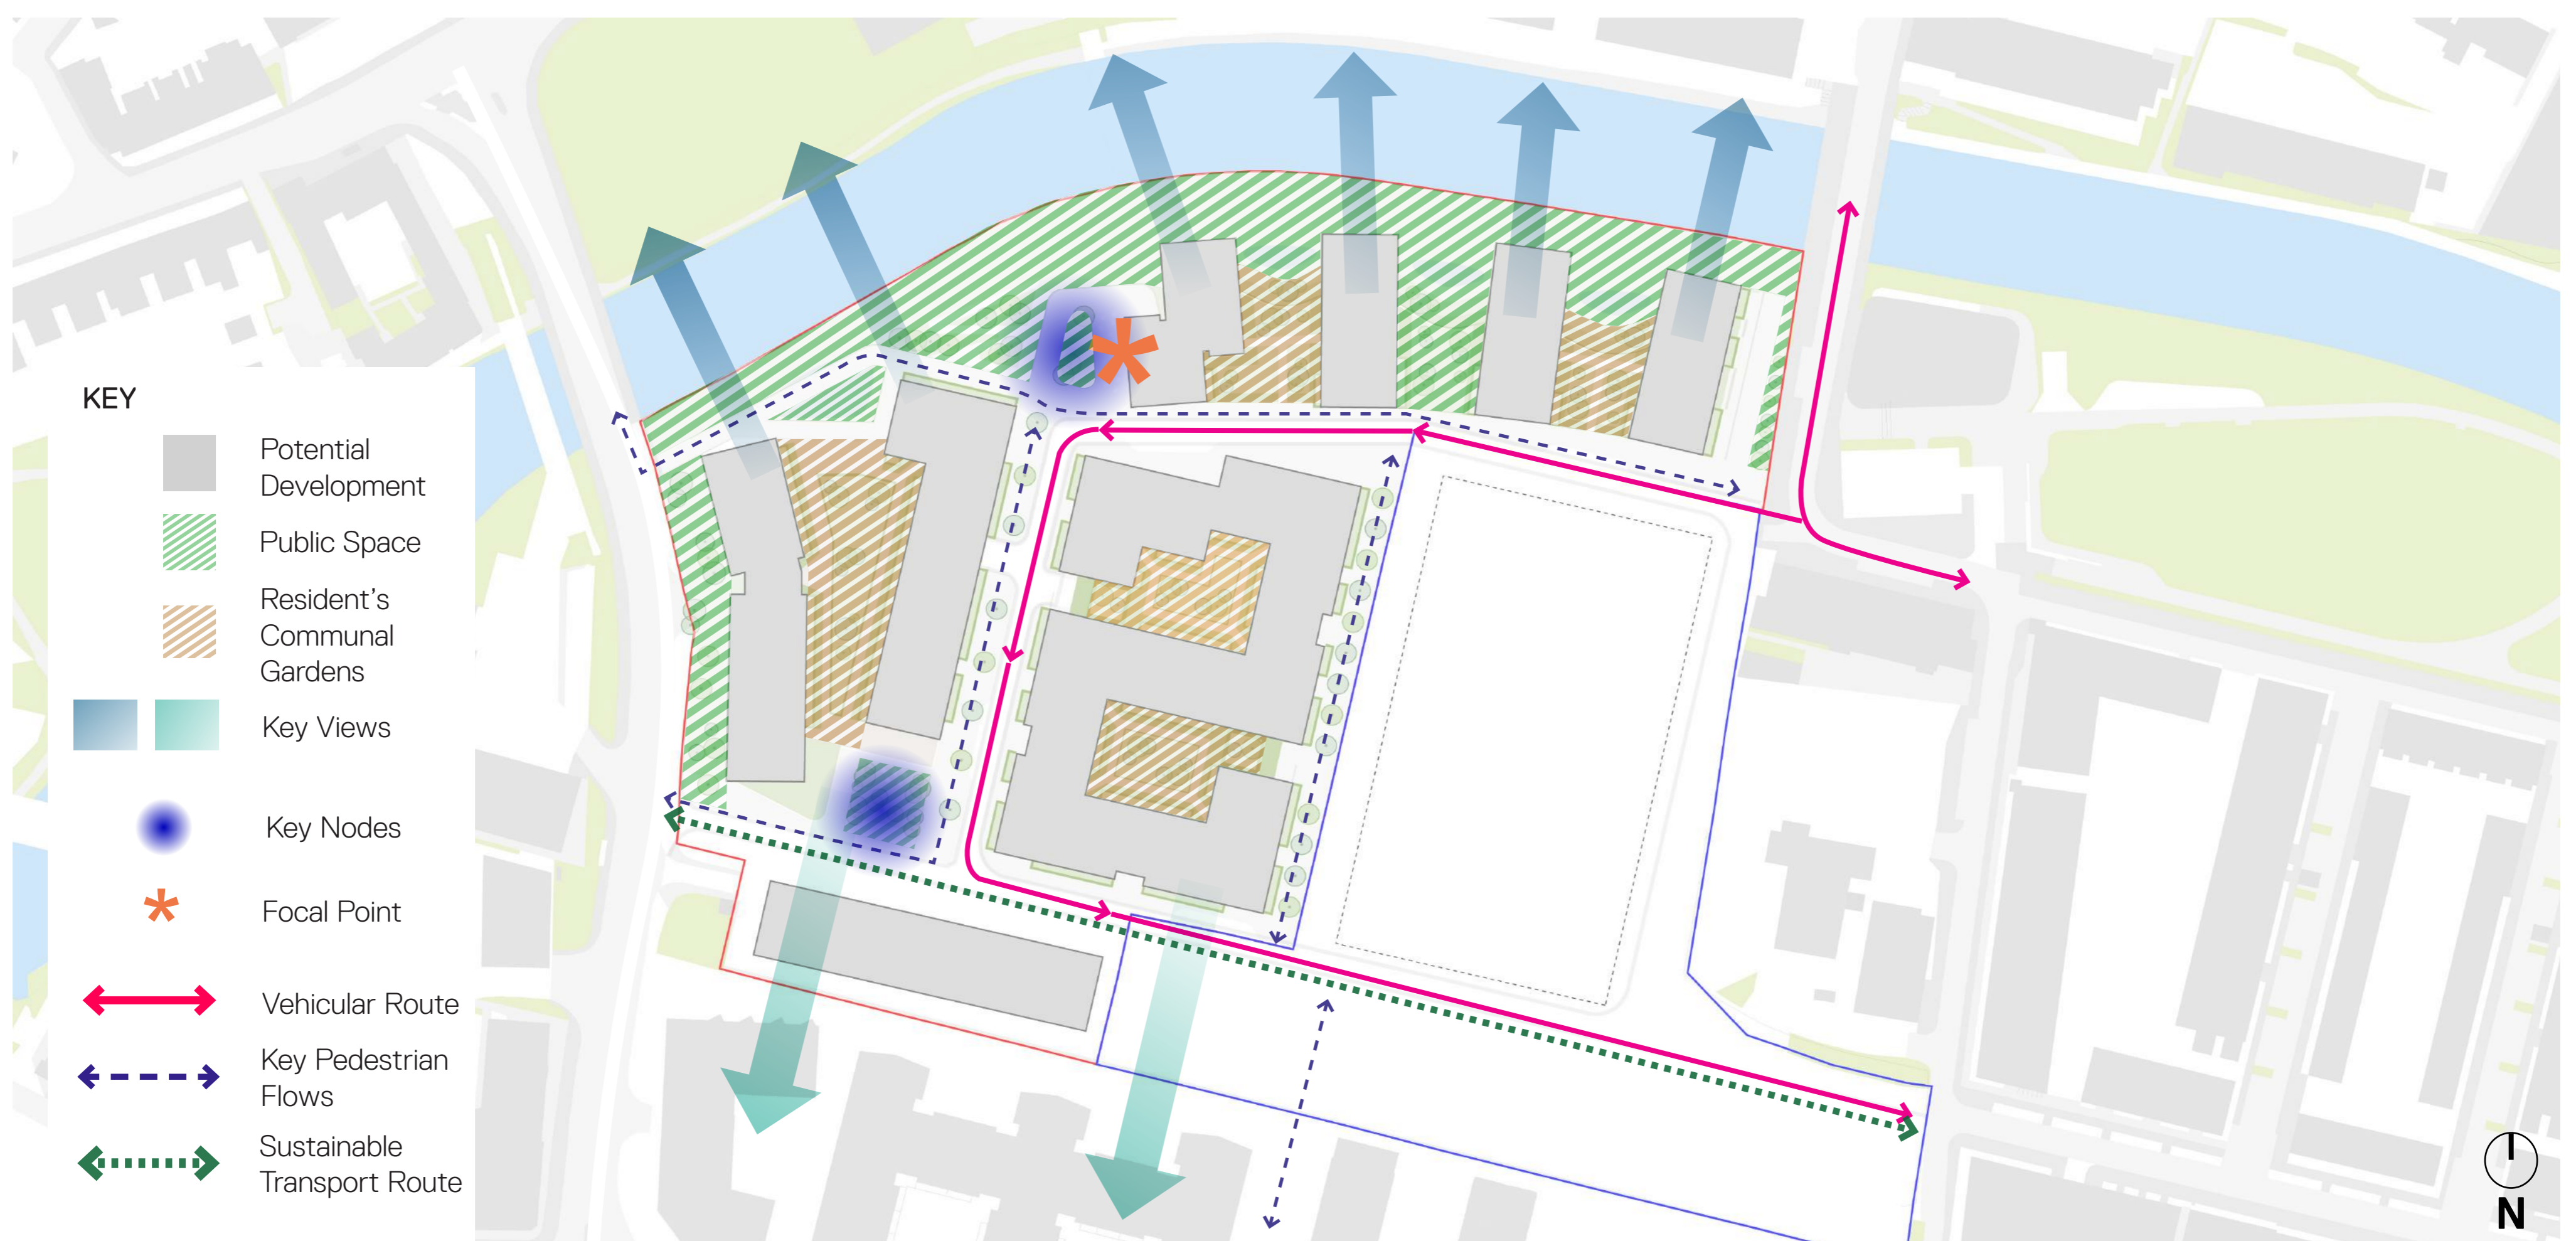 KEY
Potential
Development
Public Space
Resident's
Communal
Gardens
Key Views
Key Nodes
Focal Point
Vehicular Route
Key Pedestrian
Flows
Sustainable
Transport Route
N